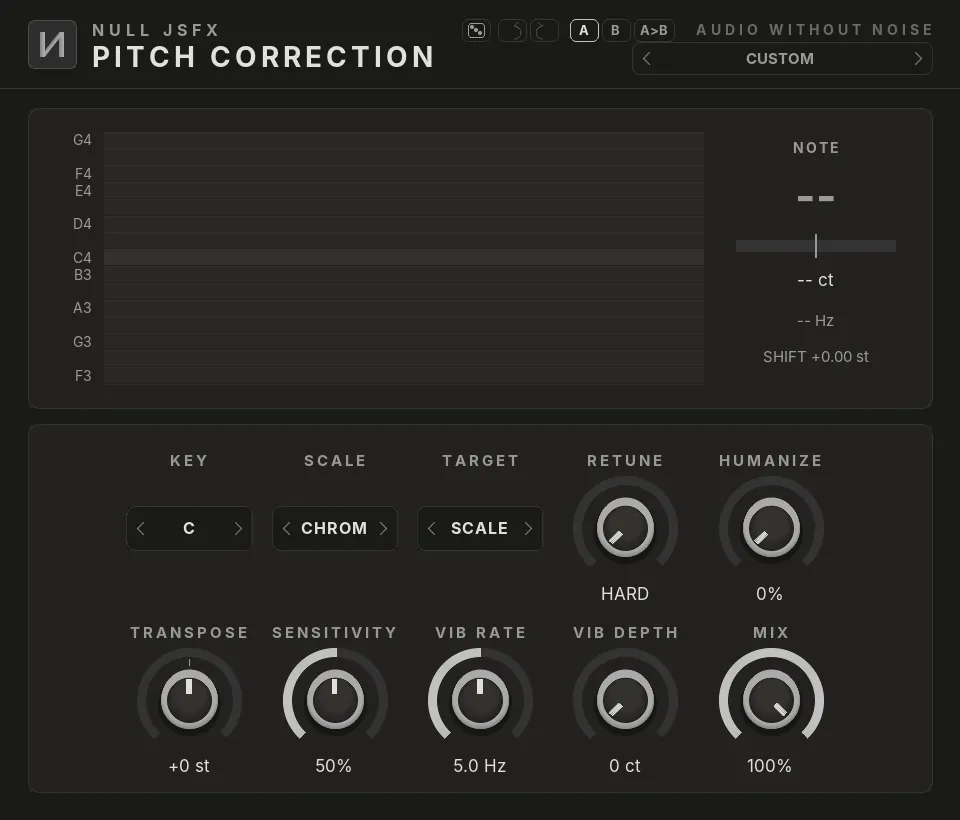 NULL JSFX
PITCH CORRECTION
A B A>B
AUDIO WITHOUT NOISE
CUSTOM
G4
F4
E4
D4
C4
B3
A3
G3
F3
NOTE
--
-- ct
-- Hz
SHIFT +0.00 st
KEY SCALE TARGET RETUNE HUMANIZE
C CHROM SCALE
HARD 0%
TRANSPOSE SENSITIVITY VIB RATE VIB DEPTH MIX
+0 st 50% 5.0 Hz 0 ct 100%